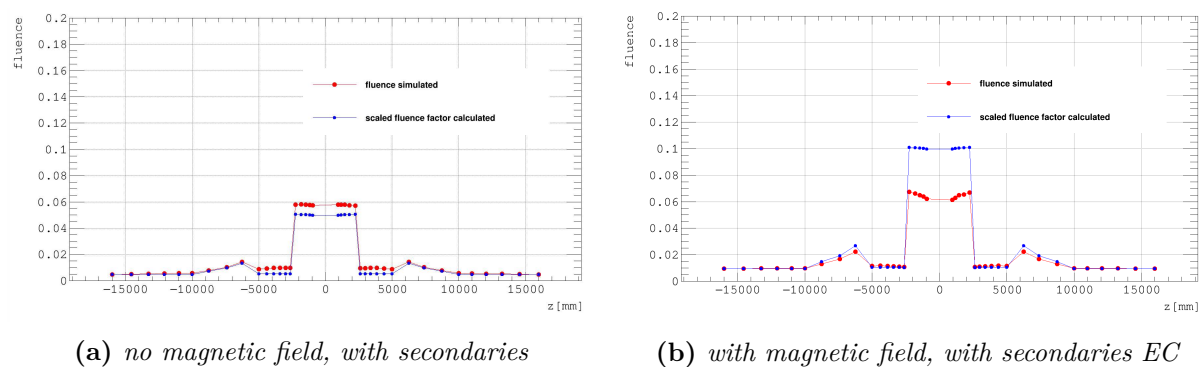 fluence
0.2
0.18
0.16
0.14
0.12
0.1
0.08
0.06
0.04
0.02
0
fluence simulated
scaled fluence factor calculated
−15000 −10000 −5000 0 5000 10000 15000
z [mm]
(a) no magnetic field, with secondaries
fluence
0.2
0.18
0.16
0.14
0.12
0.1
0.08
0.06
0.04
0.02
0
fluence simulated
scaled fluence factor calculated
−15000 −10000 −5000 0 5000 10000 15000
z [mm]
(b) with magnetic field, with secondaries EC